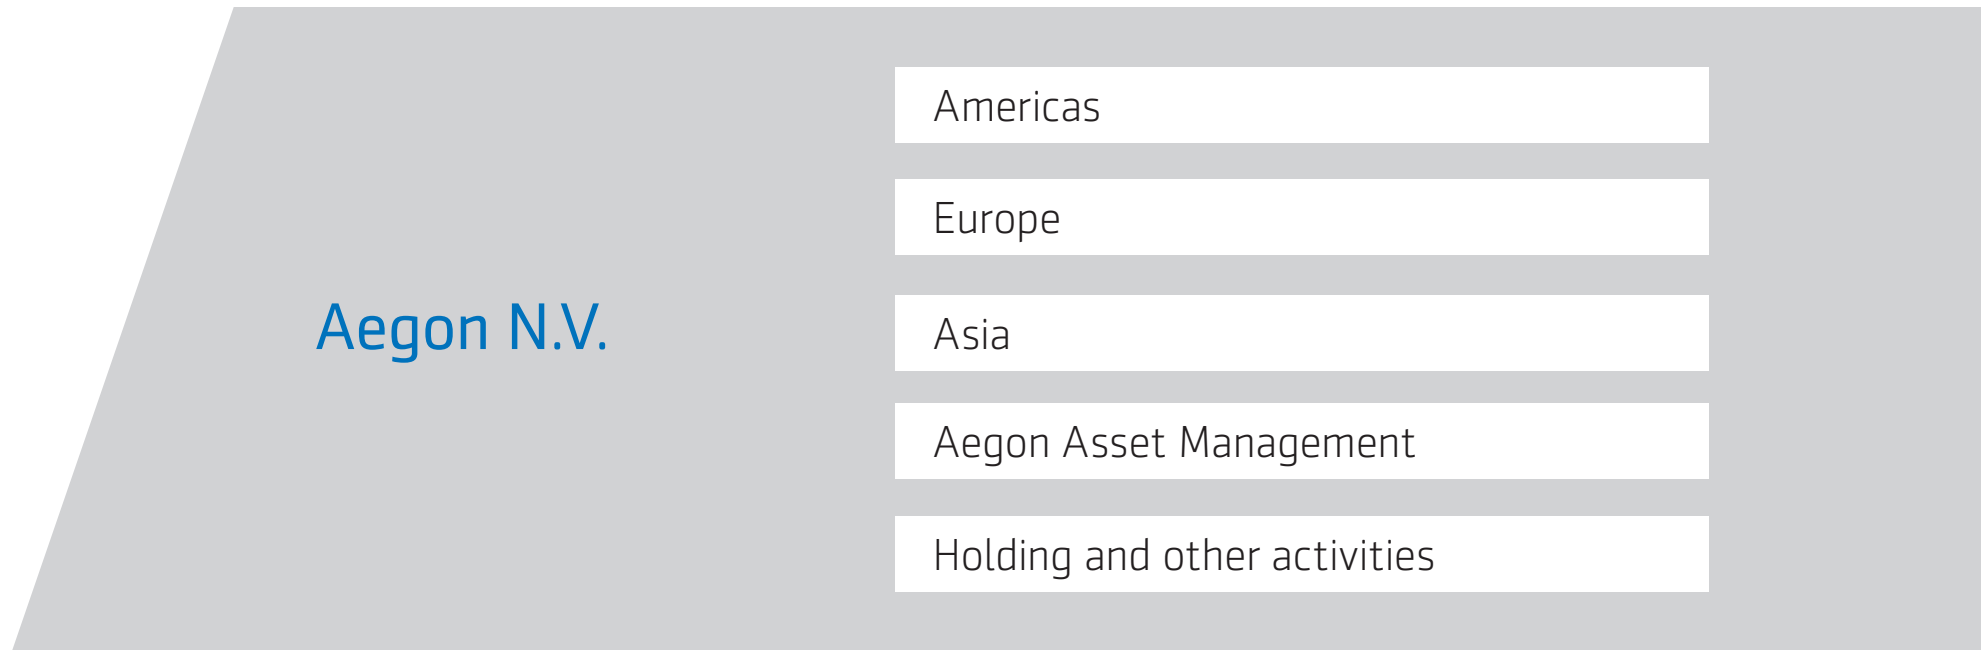 Aegon N.V.
Americas
Europe
Asia
Aegon Asset Management
Holding and other activities